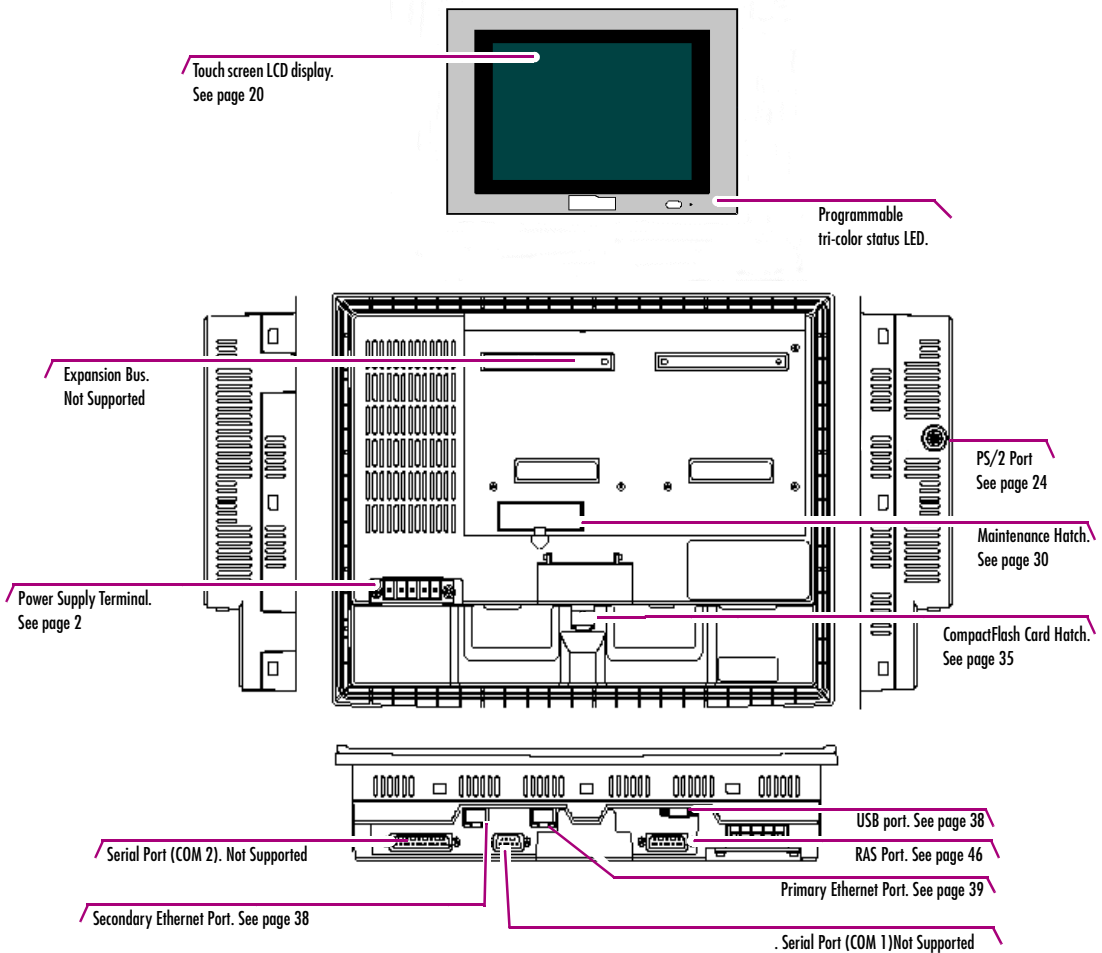 Touch screen LCD display.
See page 20
Programmable
tri-color status LED.
Expansion Bus.
Not Supported
PS/2 Port
See page 24
Maintenance Hatch.
See page 30
Power Supply Terminal.
See page 2
CompactFlash Card Hatch.
See page 35
USB port. See page 38
Serial Port (COM 2). Not Supported
RAS Port. See page 46
Primary Ethernet Port. See page 39
Secondary Ethernet Port. See page 38
. Serial Port (COM 1)Not Supported